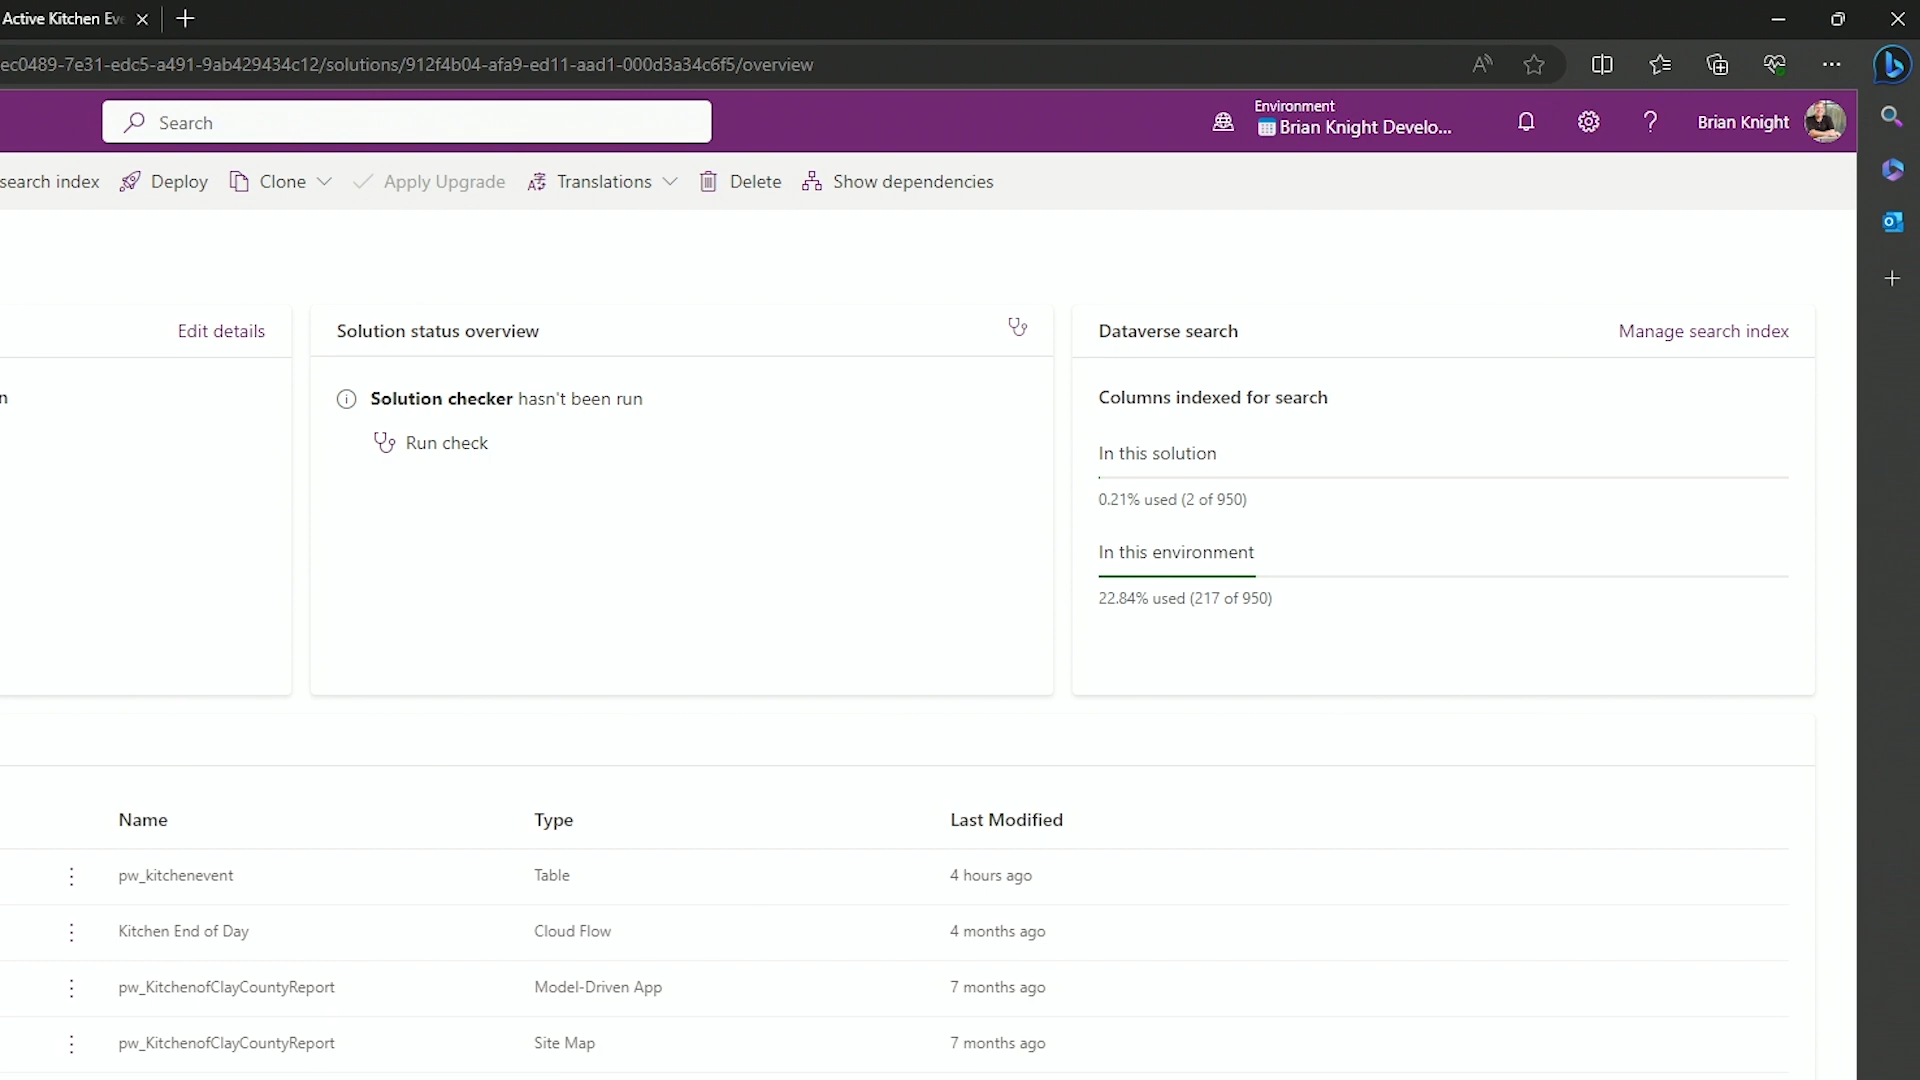 Active Kitchen Ev
ec0489-7e31-edc5-a491-9ab429434c12/solutions/912f4b04-afa9-ed11-aad1-000d3a34c6f5/overview
Search
Environment
Brian Knight Develo...
Brian Knight
search index
Deploy
Clone
Apply Upgrade
Translations
Delete
Show dependencies
Edit details
n
Solution status overview
Solution checker hasn't been run
Run check
Dataverse search
Manage search index
Columns indexed for search
In this solution
0.21% used (2 of 950)
In this environment
22.84% used (217 of 950)
Name Type Last Modified
pw_kitchenevent Table 4 hours ago
Kitchen End of Day Cloud Flow 4 months ago
pw_KitchenofClayCountyReport Model-Driven App 7 months ago
pw_KitchenofClayCountyReport Site Map 7 months ago